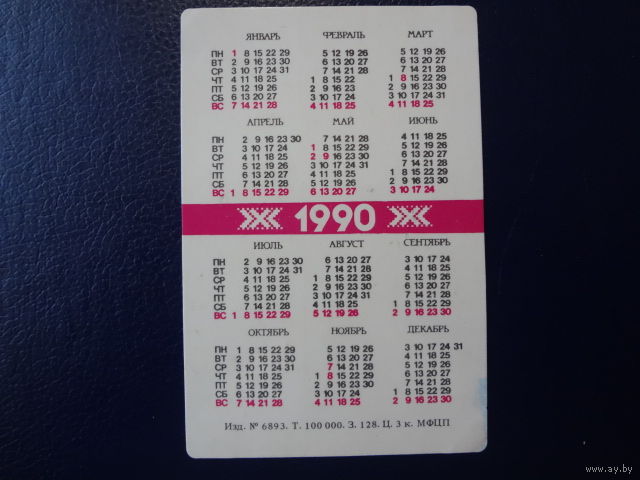 ЯНВАРЬ ФЕВРАЛЬ МАРТ
ПН 1 8 15 22 29 5 12 19 26 5 12 19 26
ВТ 2 9 16 23 30 6 13 20 27 6 13 20 27
СР 3 10 17 24 31 7 14 21 28 7 14 21 28
ЧТ 4 11 18 25 1 8 15 22 1 8 15 22 29
ПТ 5 12 19 26 2 9 16 23 2 9 16 23 30
СБ 6 13 20 27 3 10 17 24 3 10 17 24 31
ВС 7 14 21 28 4 11 18 25 4 11 18 25
АПРЕЛЬ МАЙ ИЮНЬ
ПН 2 9 16 23 30 7 14 21 28 4 11 18 25
ВТ 3 10 17 24 1 8 15 22 29 5 12 19 26
СР 4 11 18 25 2 9 16 23 30 6 13 20 27
ЧТ 5 12 19 26 3 10 17 24 31 7 14 21 28
ПТ 6 13 20 27 4 11 18 25 1 8 15 22 29
СБ 7 14 21 28 5 12 19 26 2 9 16 23 30
ВС 1 8 15 22 29 6 13 20 27 3 10 17 24
1990
ИЮЛЬ АВГУСТ СЕНТЯБРЬ
ПН 2 9 16 23 30 6 13 20 27 3 10 17 24
ВТ 3 10 17 24 31 7 14 21 28 4 11 18 25
СР 4 11 18 25 1 8 15 22 29 5 12 19 26
ЧТ 5 12 19 26 2 9 16 23 30 6 13 20 27
ПТ 6 13 20 27 3 10 17 24 31 7 14 21 28
СБ 7 14 21 28 4 11 18 25 1 8 15 22 29
ВС 1 8 15 22 29 5 12 19 26 2 9 16 23 30
ОКТЯБРЬ НОЯБРЬ ДЕКАБРЬ
ПН 1 8 15 22 29 5 12 19 26 3 10 17 24 31
ВТ 2 9 16 23 30 6 13 20 27 4 11 18 25
СР 3 10 17 24 31 7 14 21 28 5 12 19 26
ЧТ 4 11 18 25 1 8 15 22 29 6 13 20 27
ПТ 5 12 19 26 2 9 16 23 30 7 14 21 28
СБ 6 13 20 27 3 10 17 24 1 8 15 22 29
ВС 7 14 21 28 4 11 18 25 2 9 16 23 30
Изд. № 6893. Т. 100 000. З. 128. Ц. 3 к. МФЦП
ay.by